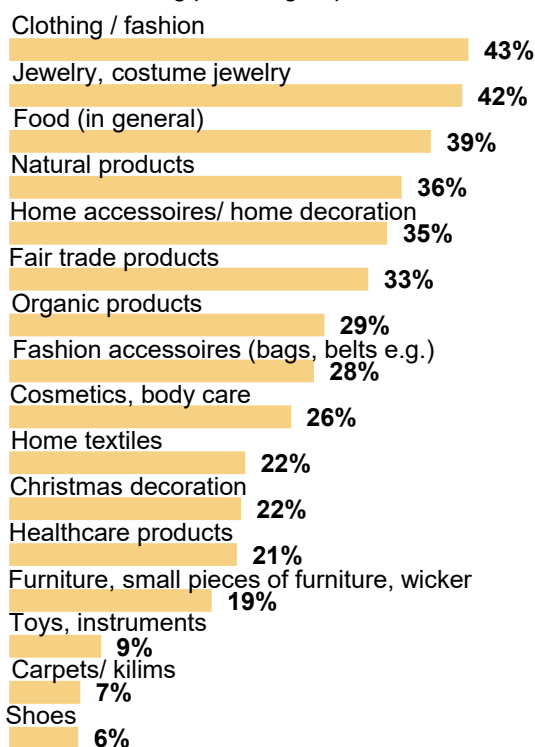 Clothing / fashion
43%
Jewelry, costume jewelry
42%
Food (in general)
39%
Natural products
36%
Home accessoires/ home decoration
35%
Fair trade products
33%
Organic products
29%
Fashion accessoires (bags, belts e.g.)
28%
Cosmetics, body care
26%
Home textiles
22%
Christmas decoration
22%
Healthcare products
21%
Furniture, small pieces of furniture, wicker
19%
Toys, instruments
9%
Carpets/ kilims
7%
Shoes
6%